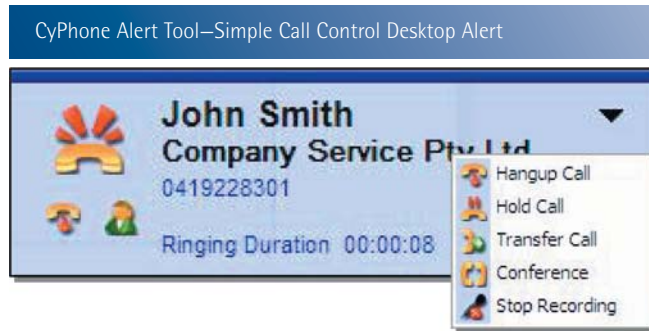 CyPhone Alert Tool—Simple Call Control Desktop Alert
John Smith
Company Service Pty Ltd
0419228301
Ringing Duration 00:00:08
Hangup Call
Hold Call
Transfer Call
Conference
Stop Recording